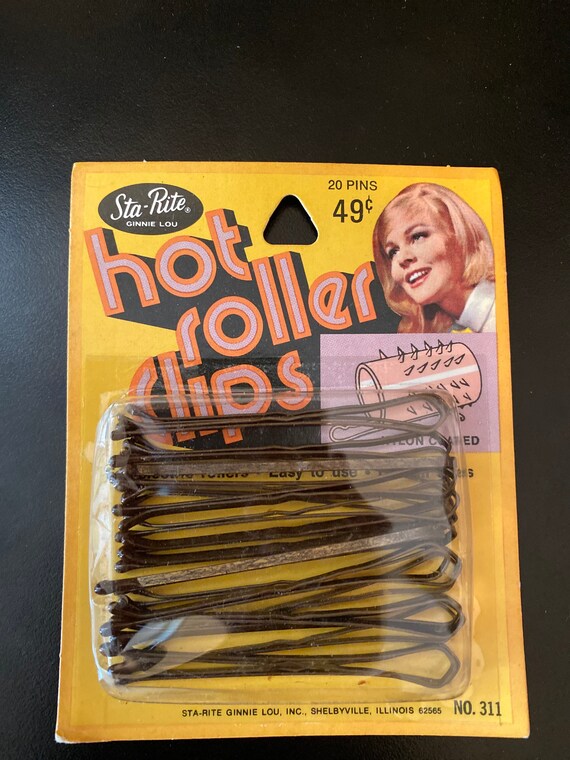 Sta-Rite®
GINNIE LOU
20 PINS
49¢
hot
roller
clips
COATED
Easy to use •
STA-RITE GINNIE LOU, INC., SHELBYVILLE, ILLINOIS 62565
NO. 311